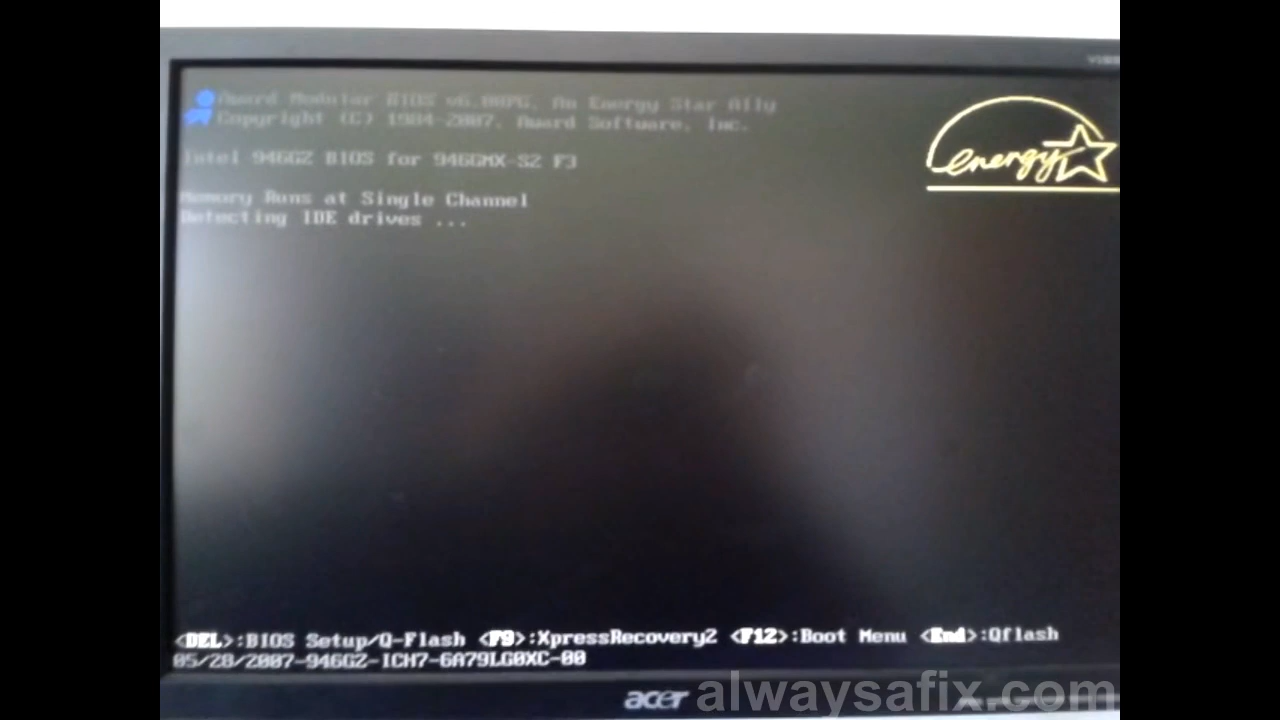 Award Modular BIOS v6.00PG, An Energy Star Ally
Copyright (C) 1984-2007, Award Software, Inc.
energy
Intel 946GZ BIOS for 946GMX-S2 F3
Memory Runs at Single Channel
Detecting IDE drives ...
<DEL>:BIOS Setup/Q-Flash <F9>:XpressRecovery2 <F12>:Boot Menu <End>:Qflash
05/28/2007-946GZ-ICH7-6A79LG0XC-00
acer
alwaysafix.com